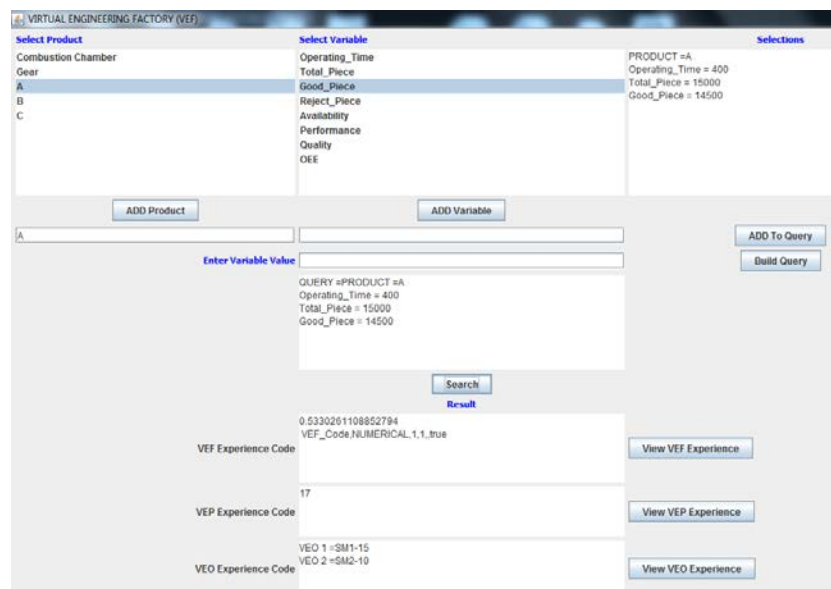 VIRTUAL ENGINEERING FACTORY (VEF)
Select Product
Select Variable
Selections
Combustion Chamber
Gear
A
B
C
Operating_Time
Total_Piece
Good_Piece
Reject_Piece
Availability
Performance
Quality
OEE
PRODUCT =A
Operating_Time = 400
Total_Piece = 15000
Good_Piece = 14500
ADD Product
ADD Variable
A
ADD To Query
Enter Variable Value
Build Query
QUERY =PRODUCT =A
Operating_Time = 400
Total_Piece = 15000
Good_Piece = 14500
Search
Result
VEF Experience Code
0.5330261108852794
VEF_Code,NUMERICAL,1,1,,true
View VEF Experience
VEP Experience Code
17
View VEP Experience
VEO Experience Code
VEO 1 =SM1-15
VEO 2 =SM2-10
View VEO Experience